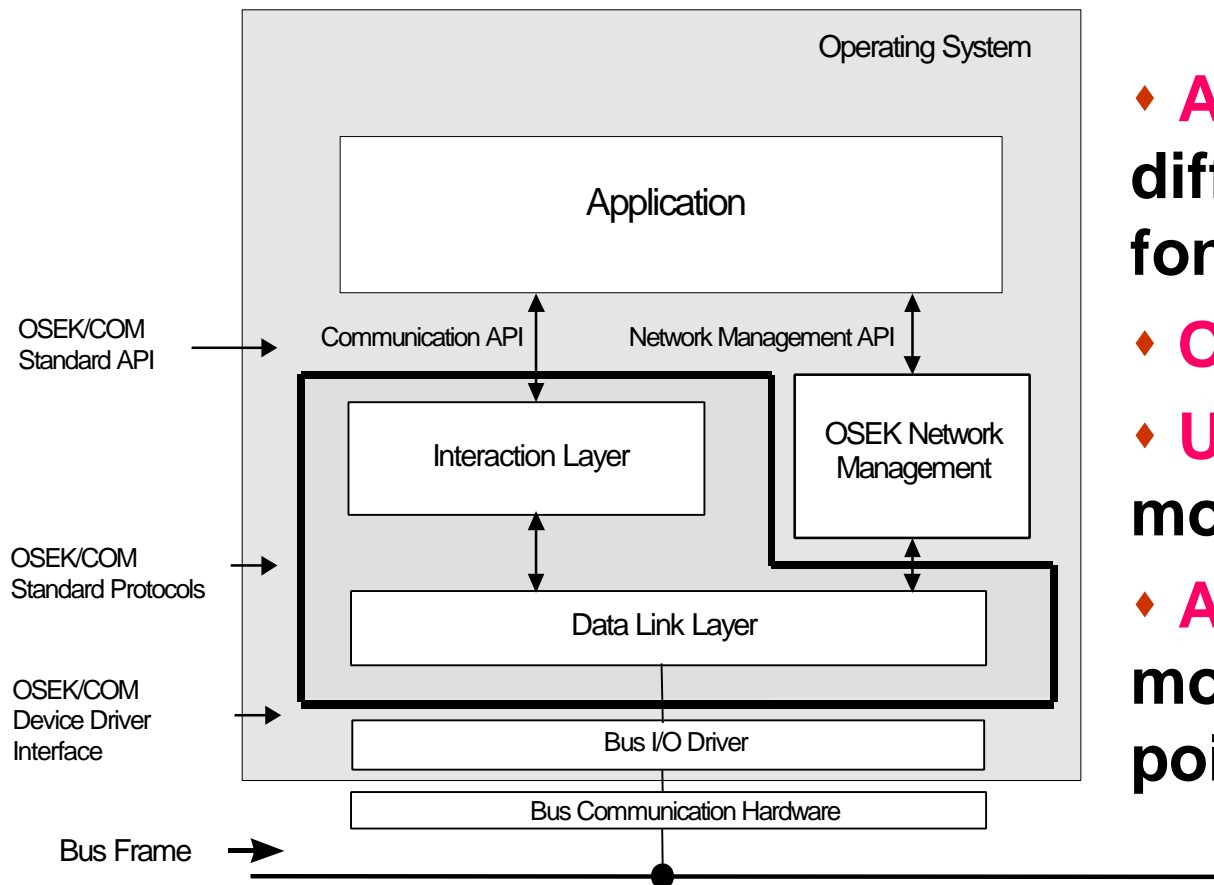 Operating System
Application
OSEK/COM
Standard API
Communication API
Network Management API
Interaction Layer
OSEK Network
Management
OSEK/COM
Standard Protocols
Data Link Layer
OSEK/COM
Device Driver
Interface
Bus I/O Driver
Bus Communication Hardware
Bus Frame